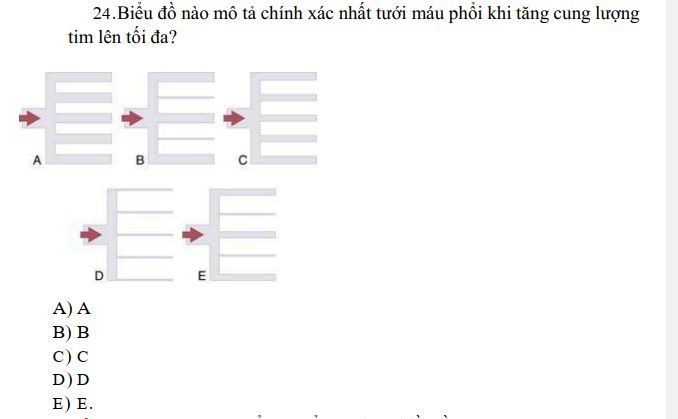 24.Biểu đồ nào mô tả chính xác nhất tưới máu phổi khi tăng cung lượng
tim lên tối đa?
A B C
D E
A) A
B) B
C) C
D) D
E) E.